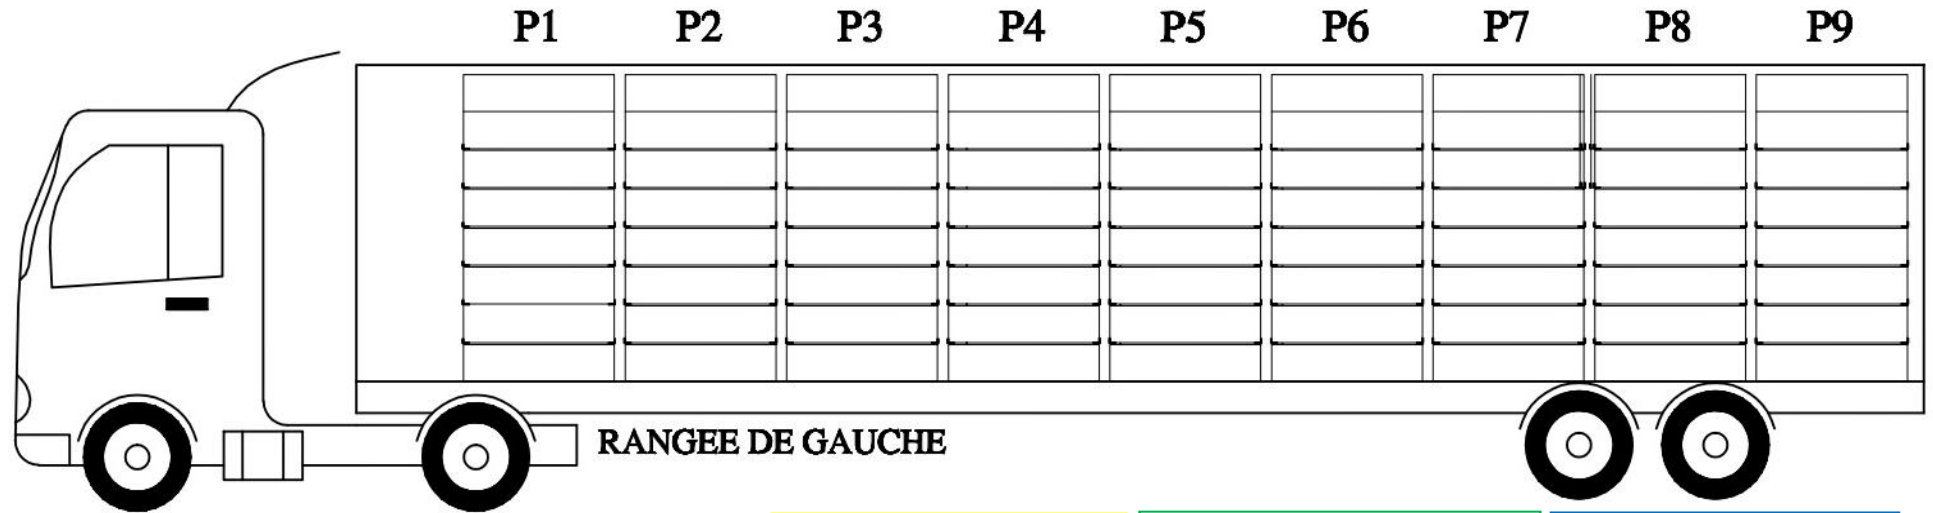 P1 P2 P3 P4 P5 P6 P7 P8 P9
RANGEE DE GAUCHE